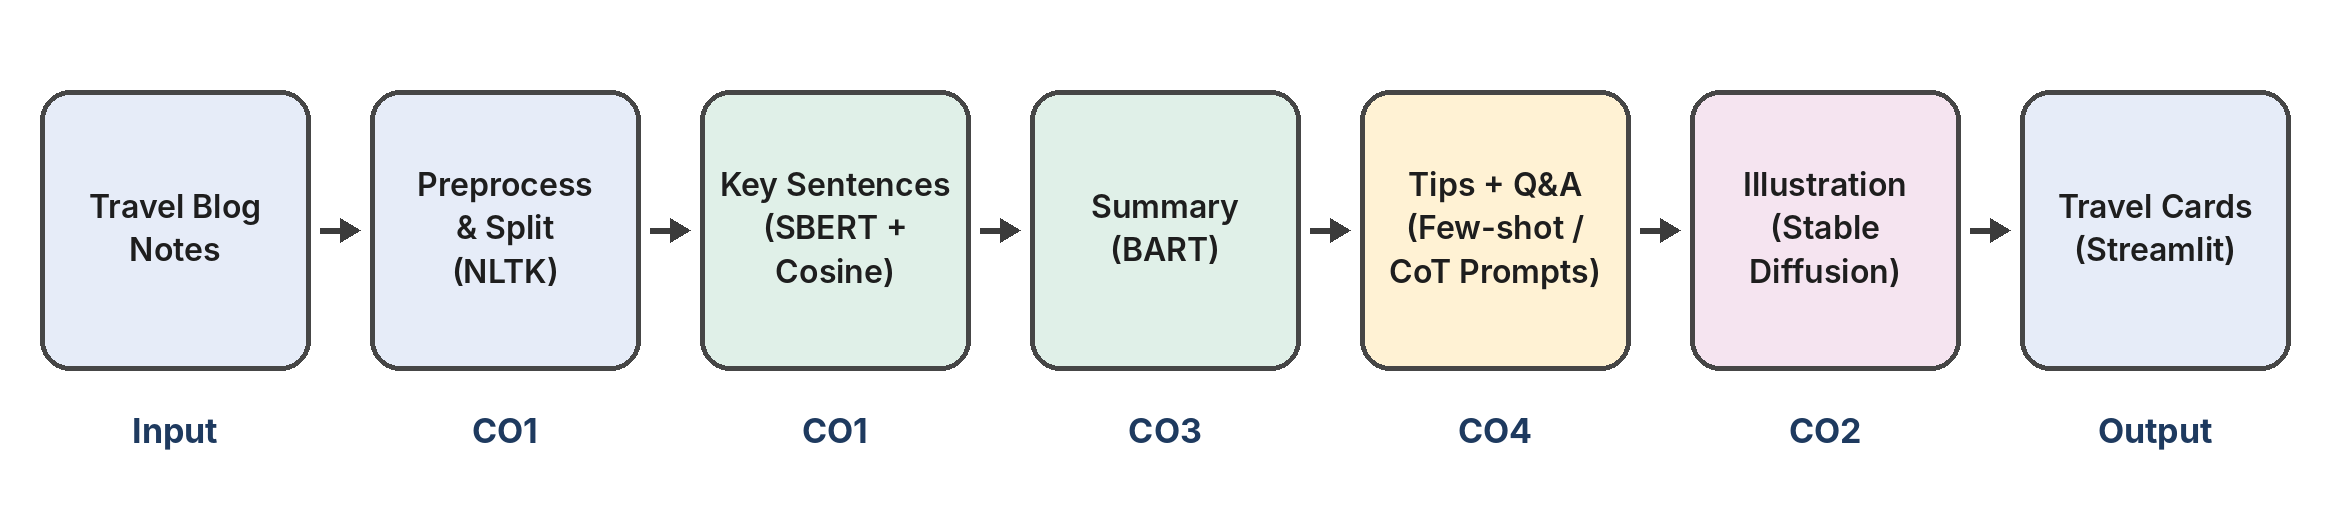 Travel Blog
Notes
Preprocess
& Split
(NLTK)
Key Sentences
(SBERT +
Cosine)
Summary
(BART)
Tips + Q&A
(Few-shot /
CoT Prompts)
Illustration
(Stable
Diffusion)
Travel Cards
(Streamlit)
Input
CO1
CO1
CO3
CO4
CO2
Output